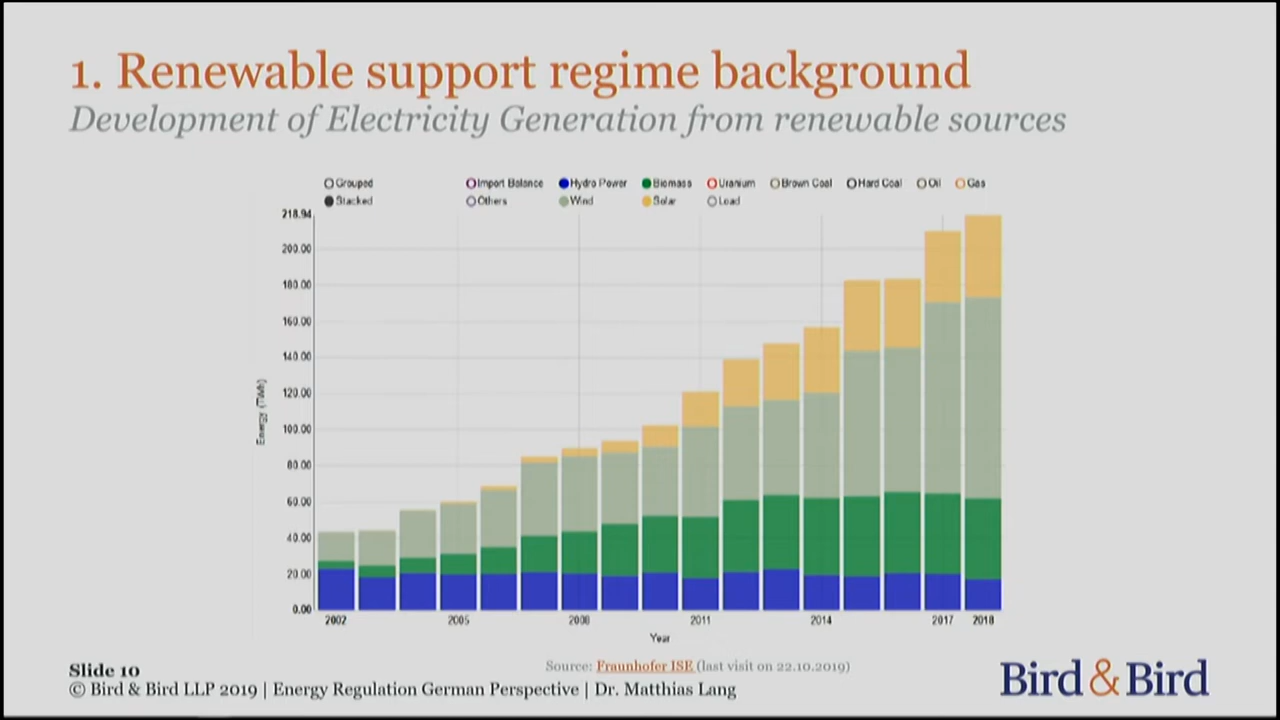 1. Renewable support regime background
Development of Electricity Generation from renewable sources
Grouped Import Balance Hydro Power Biomass Uranium Brown Coal Hard Coal Oil Gas
Stacked Others Wind Solar Load
218.94
200.00
180.00
160.00
140.00
120.00
100.00
80.00
60.00
40.00
20.00
0.00
Energy (TWh)
2002 2005 2008 2011 2014 2017 2018
Year
Source: Fraunhofer ISE (last visit on 22.10.2019)
Slide 10
© Bird & Bird LLP 2019 | Energy Regulation German Perspective | Dr. Matthias Lang
Bird & Bird